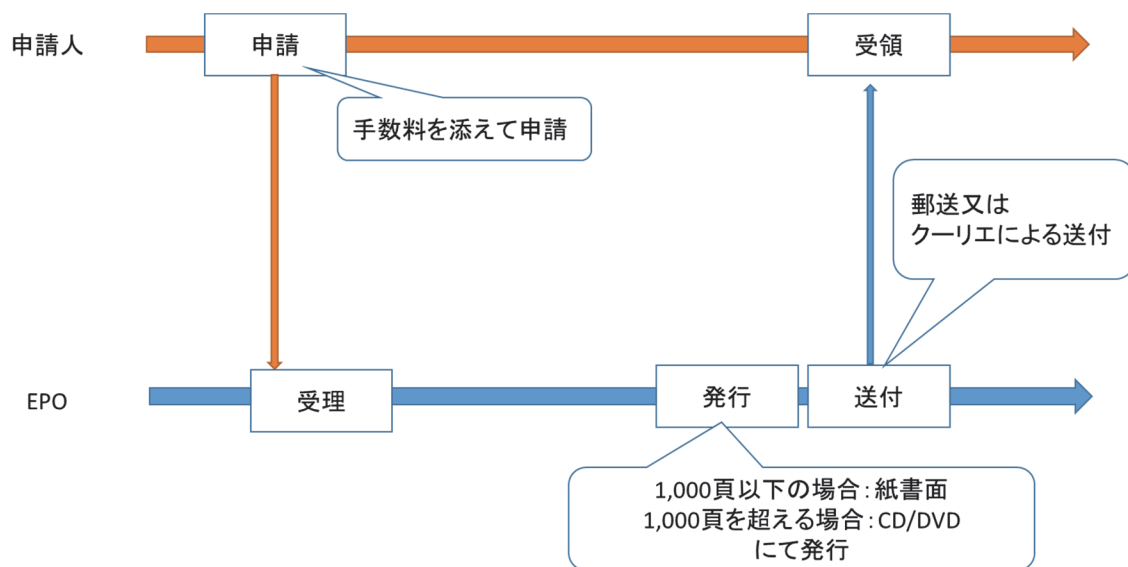 申請人
申請
受領
手数料を添えて申請
郵送又は
クーリエによる送付
EPO
受理
発行
送付
1,000頁以下の場合：紙書面
1,000頁を超える場合：CD/DVD
にて発行